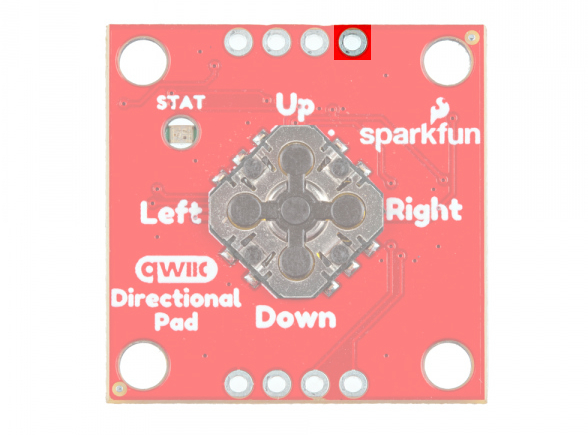 STAT
Up
sparkfun
Left
Right
qwiic
Directional
Pad
Down